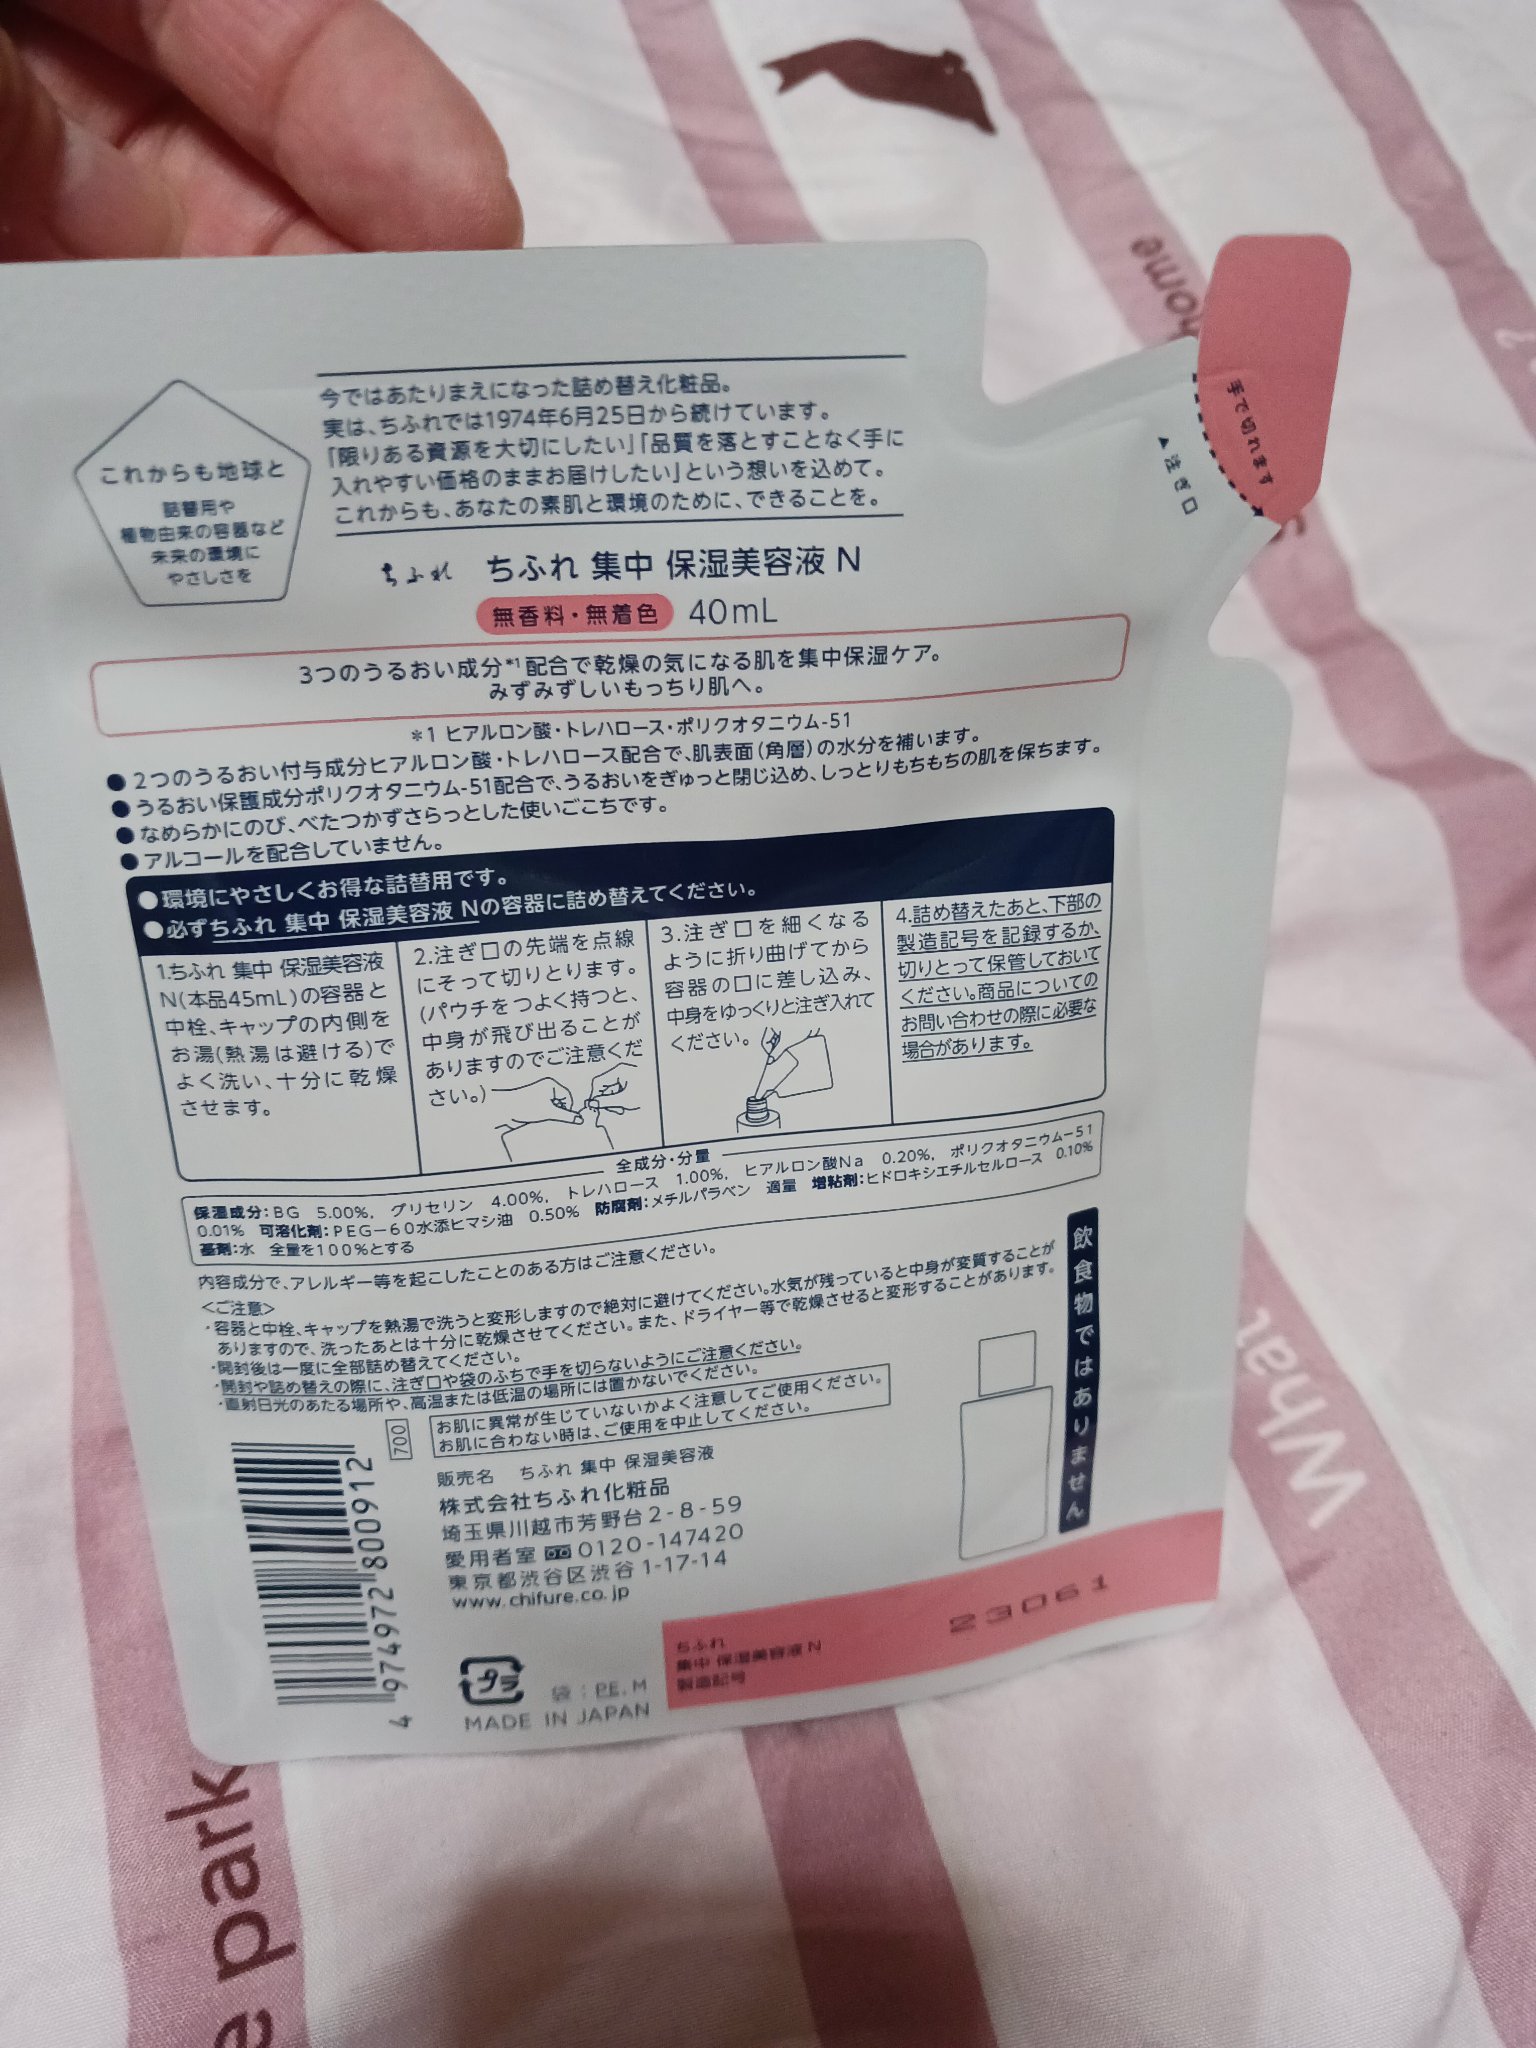 今ではあたりまえになった詰め替え化粧品。
実は、ちふれでは1974年6月25日から続けています。
「限りある資源を大切にしたい」「品質を落とすことなく手に
入れやすい価格のままお届けしたい」という想いを込めて。
これからも、あなたの素肌と環境のために、できることを。
これからも地球と
詰替用や
植物由来の容器など
未来の環境に
やさしさを
手で切れます
▲注ぎ口
ちふれ ちふれ 集中 保湿美容液 N
無香料・無着色 40mL
3つのうるおい成分*1配合で乾燥の気になる肌を集中保湿ケア。
みずみずしいもっちり肌へ。
*1 ヒアルロン酸・トレハロース・ポリクオタニウム-51
●2つのうるおい付与成分ヒアルロン酸・トレハロース配合で、肌表面(角層)の水分を補います。
●うるおい保護成分ポリクオタニウム-51配合で、うるおいをぎゅっと閉じ込め、しっとりもちもちの肌を保ちます。
●なめらかにのび、べたつかずさらっとした使いごこちです。
●アルコールを配合していません。
●環境にやさしくお得な詰替用です。
●必ずちふれ 集中 保湿美容液 Nの容器に詰め替えてください。
1.ちふれ 集中 保湿美容液
N(本品45mL)の容器と
中栓、キャップの内側を
お湯(熱湯は避ける)で
よく洗い、十分に乾燥
させます。
2.注ぎ口の先端を点線
にそって切りとります。
(パウチをつよく持つと、
中身が飛び出ることが
ありますのでご注意くだ
さい。)
3.注ぎ口を細くなる
ように折り曲げてから
容器の口に差し込み、
中身をゆっくりと注ぎ入れて
ください。
4.詰め替えたあと、下部の
製造記号を記録するか、
切りとって保管しておいて
ください。商品についての
お問い合わせの際に必要な
場合があります。
全成分・分量
保湿成分:BG 5.00%, グリセリン 4.00%, トレハロース 1.00%, ヒアルロン酸Na 0.20%, ポリクオタニウム-51
0.01% 可溶化剤:PEG-60水添ヒマシ油 0.50% 防腐剤:メチルパラベン 適量 増粘剤:ヒドロキシエチルセルロース 0.10%
基剤:水 全量を100%とする
内容成分で、アレルギー等を起こしたことのある方はご注意ください。
<ご注意>
・容器と中栓、キャップを熱湯で洗うと変形しますので絶対に避けてください。水気が残っていると中身が変質することが
ありますので、洗ったあとは十分に乾燥させてください。また、ドライヤー等で乾燥させると変形することがあります。
・開封後は一度に全部詰め替えてください。
・開封や詰め替えの際に、注ぎ口や袋のふちで手を切らないようにご注意ください。
・直射日光のあたる場所や、高温または低温の場所には置かないでください。
飲食物ではありません
700
お肌に異常が生じていないかよく注意してご使用ください。
お肌に合わない時は、ご使用を中止してください。
販売名 ちふれ 集中 保湿美容液
株式会社ちふれ化粧品
埼玉県川越市芳野台2-8-59
愛用者室 0120-147420
東京都渋谷区渋谷1-17-14
www.chifure.co.jp
4 974972 800912
プラ
袋:PE, M
MADE IN JAPAN
ちふれ
集中 保湿美容液 N
製造記号
23061
home
What
park